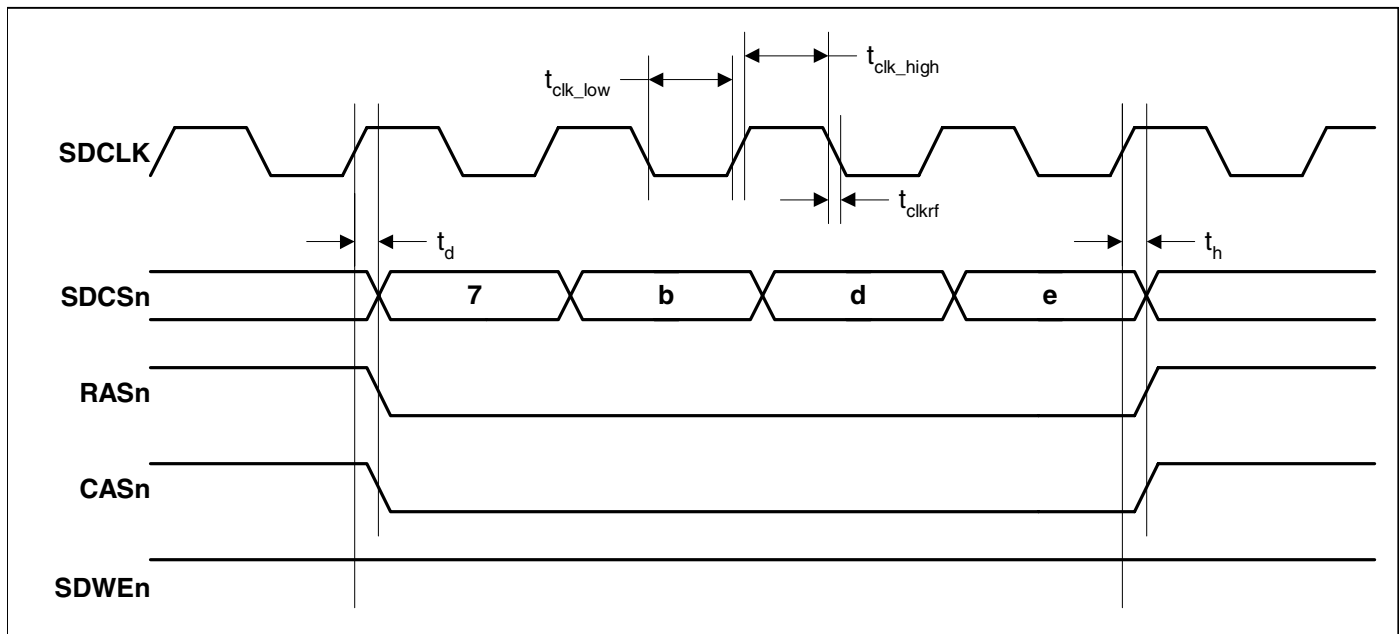 t_clk_high
t_clk_low
SDCLK
t_clkrf
t_d
t_h
SDCSn 7 b d e
RASn
CASn
SDWEn